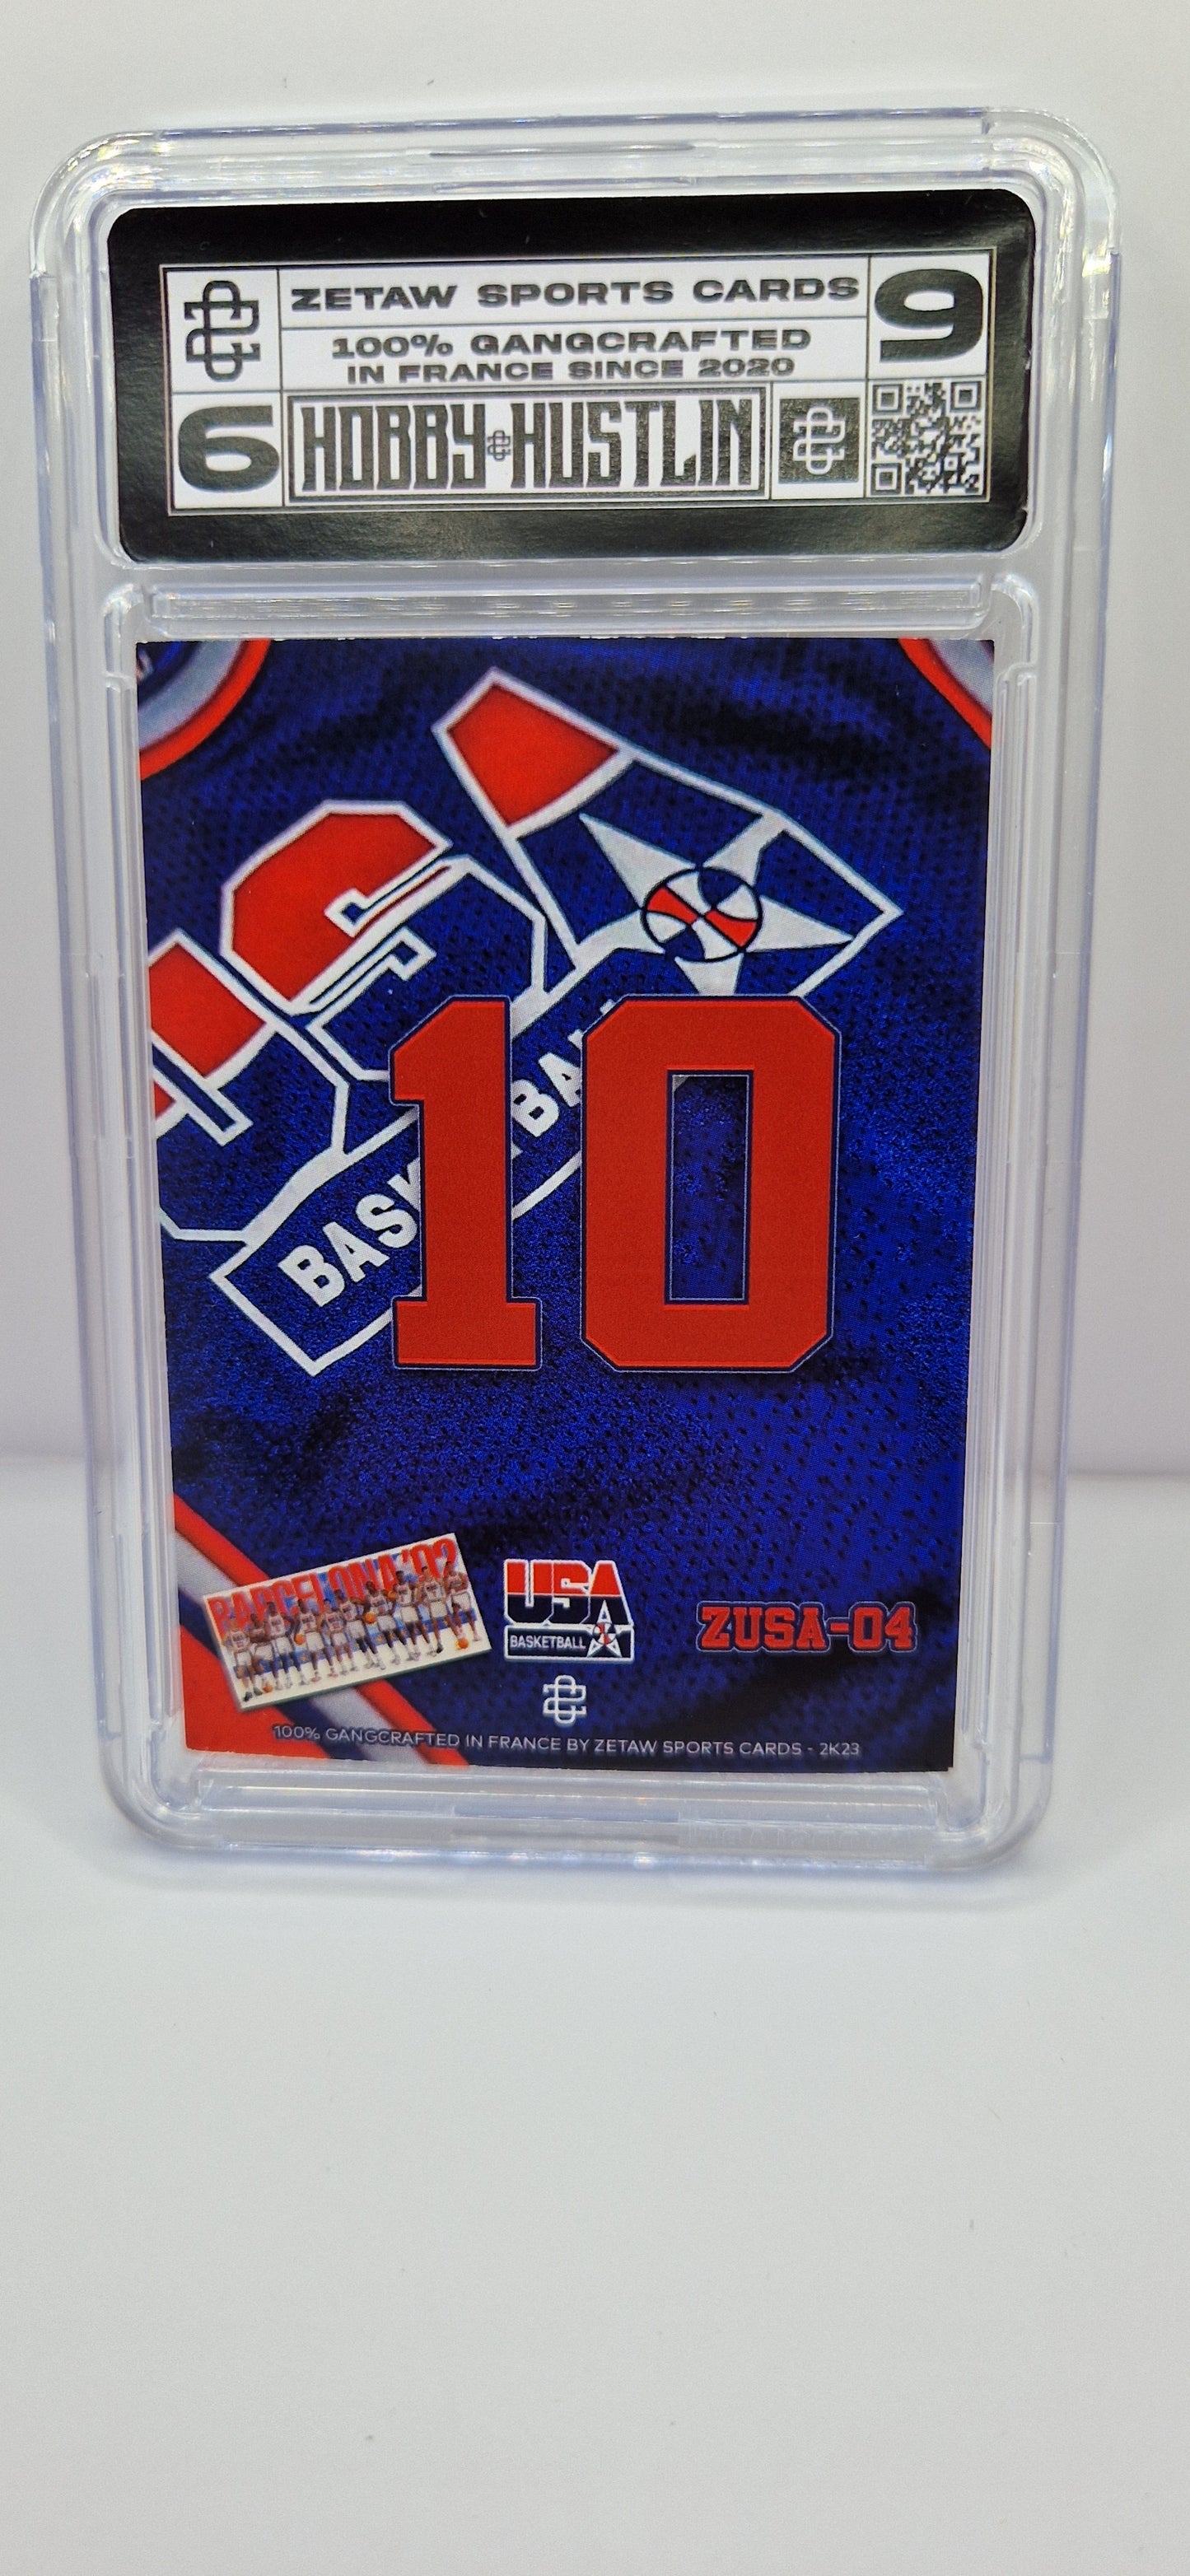 ZETAW SPORTS CARDS
9
100% GANGCRAFTED
IN FRANCE SINCE 2020
6
HOBBY HUSTLIN
BASK
BAL
10
BARCELONA '92
USA
BASKETBALL
ZUSA-04
100% GANGCRAFTED IN FRANCE BY ZETAW SPORTS CARDS - 2K23